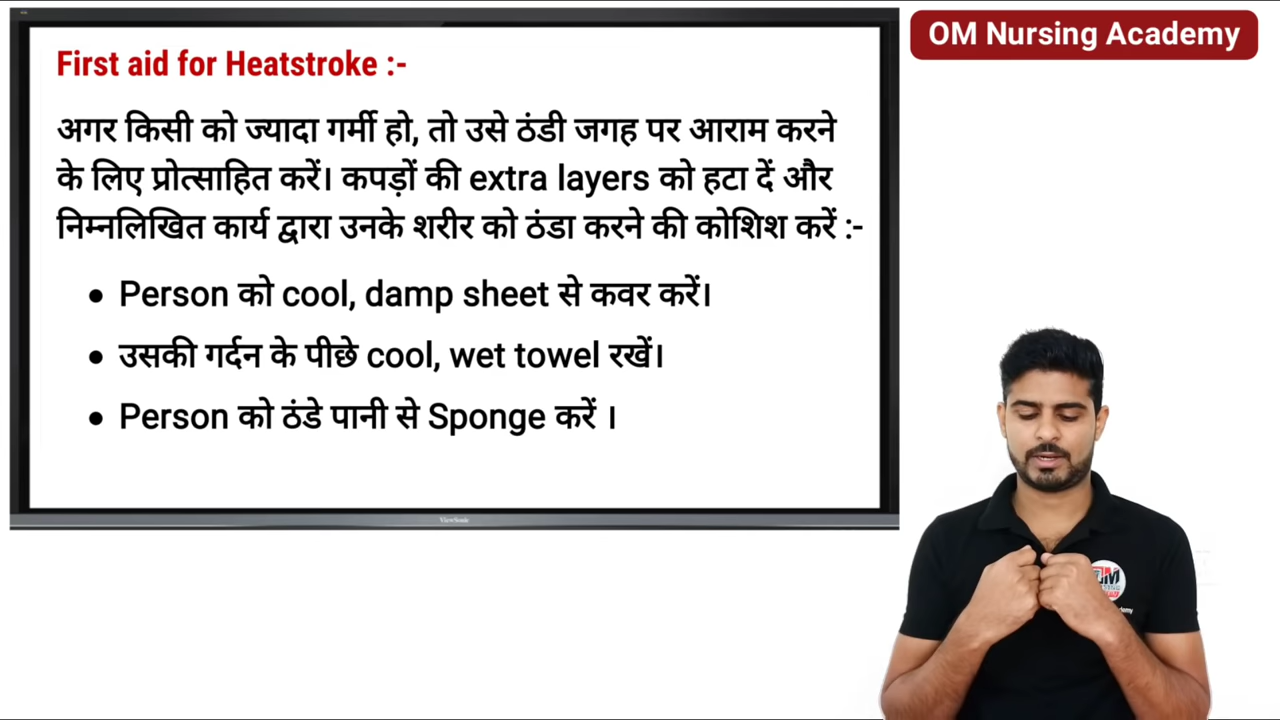 OM Nursing Academy
First aid for Heatstroke :-
अगर किसी को ज्यादा गर्मी हो, तो उसे ठंडी जगह पर आराम करने
के लिए प्रोत्साहित करें। कपड़ों की extra layers को हटा दें और
निम्नलिखित कार्य द्वारा उनके शरीर को ठंडा करने की कोशिश करें :-
• Person को cool, damp sheet से कवर करें।
• उसकी गर्दन के पीछे cool, wet towel रखें।
• Person को ठंडे पानी से Sponge करें ।
ViewSonic